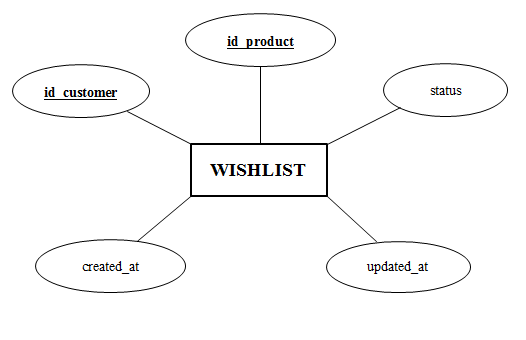 id_product
id_customer
status
WISHLIST
created_at
updated_at